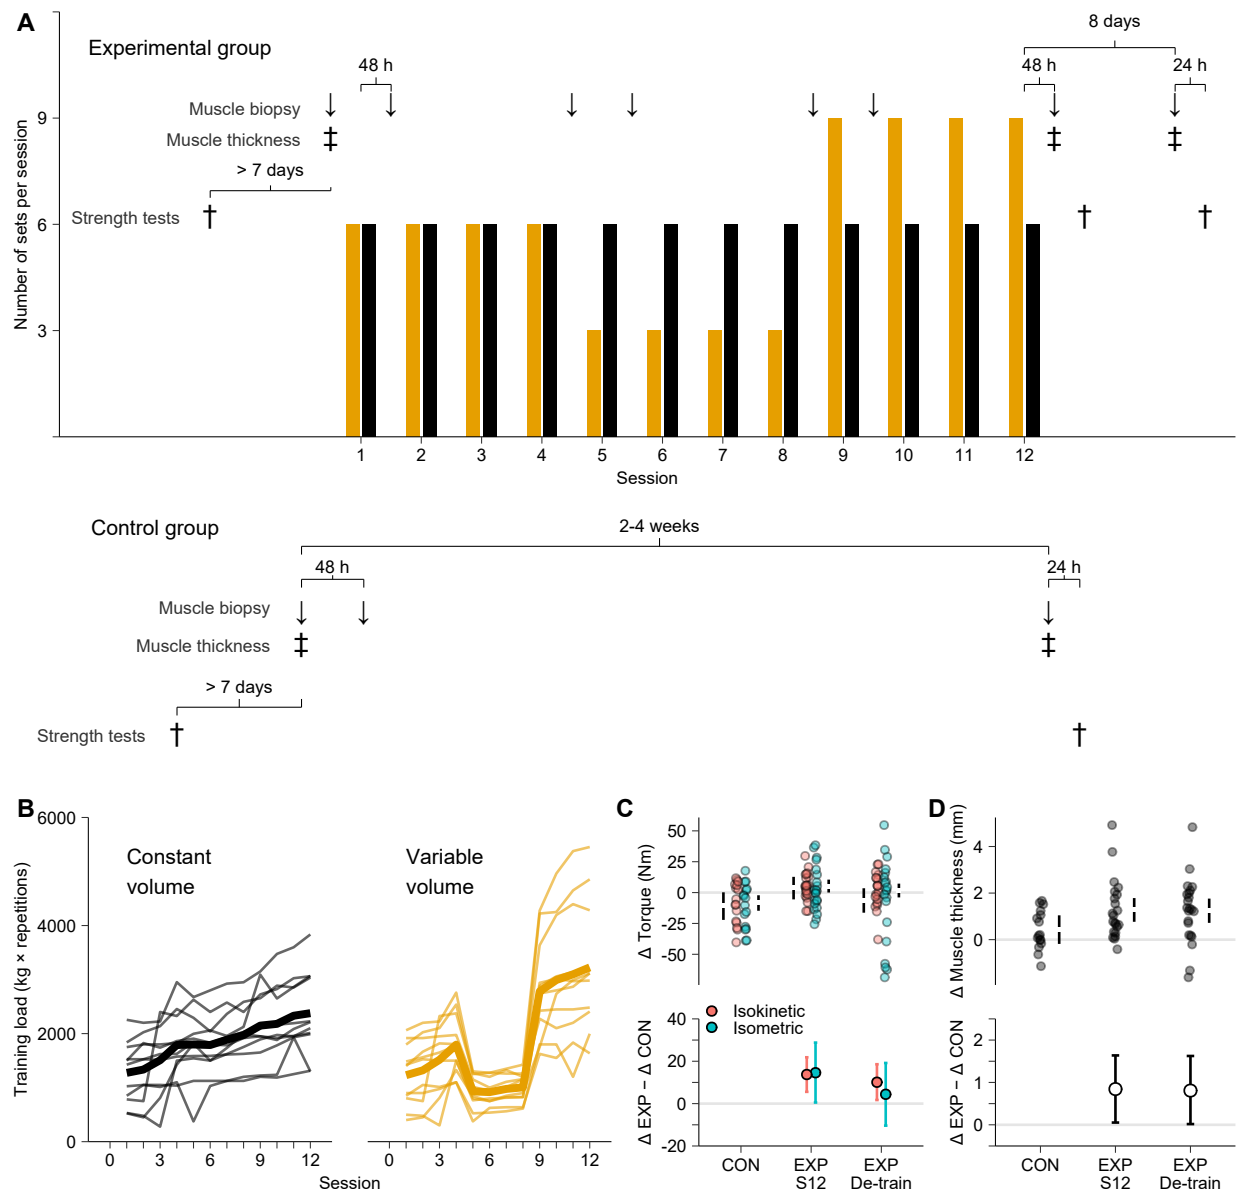 A
Experimental group
8 days
48 h
48 h
24 h
Muscle biopsy
↓ ↓ ↓ ↓ ↓ ↓ ↓ ↓
Muscle thickness
‡ ‡ ‡
> 7 days
Strength tests
† † †
Number of sets per session
9
6
3
1 2 3 4 5 6 7 8 9 10 11 12
Session
Control group
2-4 weeks
48 h
24 h
Muscle biopsy
↓ ↓ ↓
Muscle thickness
‡ ‡
> 7 days
Strength tests
† †
B
Training load (kg × repetitions)
6000
4000
2000
0
Constant
volume
Variable
volume
0 3 6 9 12
0 3 6 9 12
Session
C
Δ Torque (Nm)
50
25
0
-25
-50
Isokinetic
Isometric
Δ EXP − Δ CON
40
20
0
-20
CON
EXP
S12
EXP
De-train
D
Δ Muscle thickness (mm)
4
2
0
Δ EXP − Δ CON
2
1
0
CON
EXP
S12
EXP
De-train